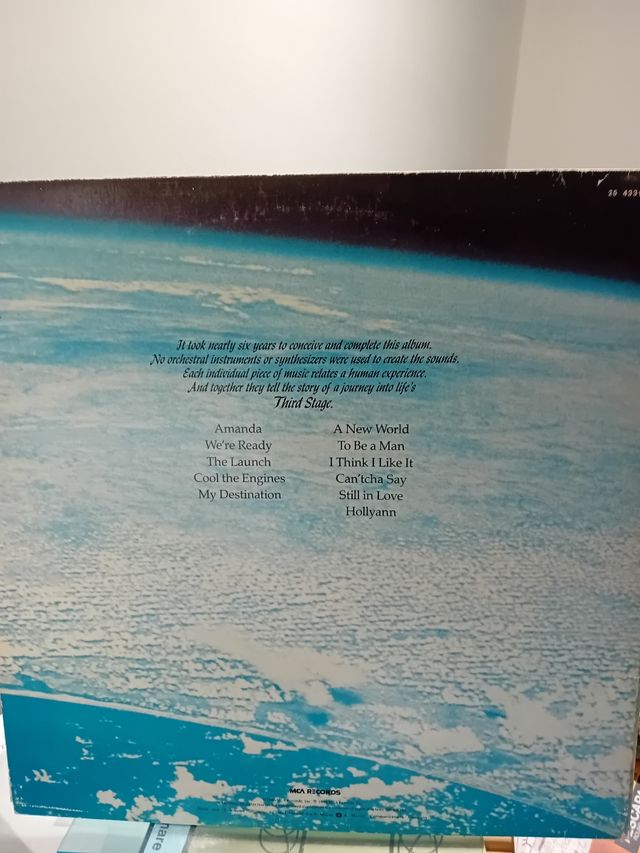 It took nearly six years to conceive and complete this album.
No orchestral instruments or synthesizers were used to create the sounds.
Each individual piece of music relates a human experience.
And together they tell the story of a journey into life's
Third Stage.
Amanda
We're Ready
The Launch
Cool the Engines
My Destination
A New World
To Be a Man
I Think I Like It
Can'tcha Say
Still in Love
Hollyann
MCA RECORDS